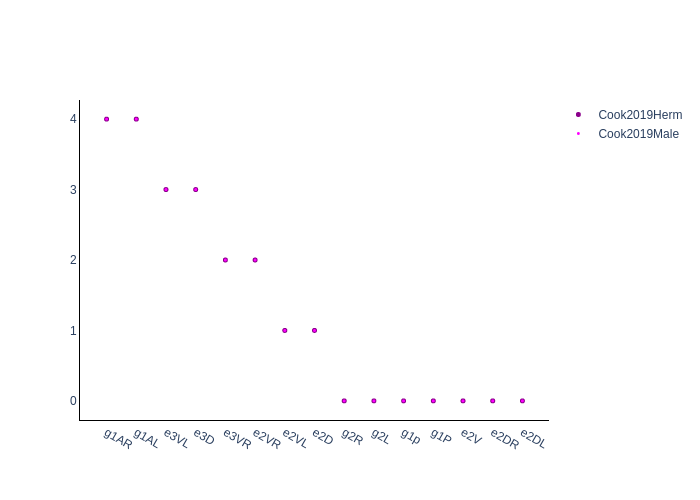 Cook2019Herm
Cook2019Male
4
3
2
1
0
g1AR g1AL e3VL e3D e3VR e2VR e2VL e2D g2R g2L g1p g1P e2V e2DR e2DL